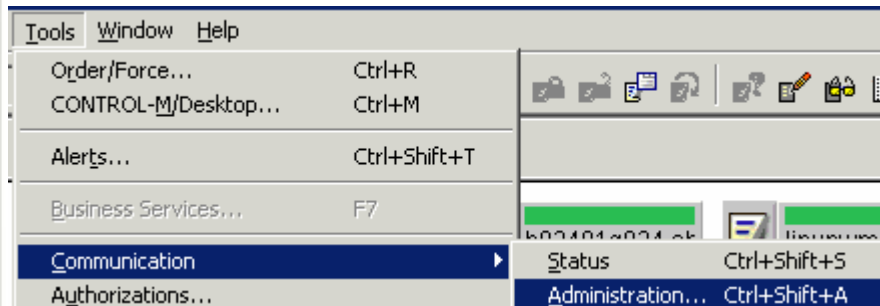 Tools Window Help
Order/Force... Ctrl+R
CONTROL-M/Desktop... Ctrl+M
Alerts... Ctrl+Shift+T
Business Services... F7
Communication
Status Ctrl+Shift+S
Authorizations...
Administration... Ctrl+Shift+A